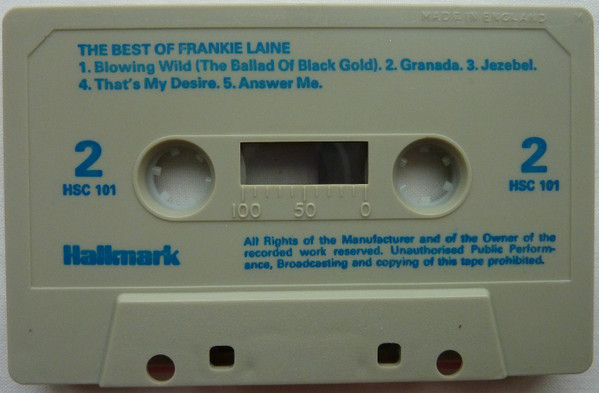 MADE IN ENGLAND
THE BEST OF FRANKIE LAINE
1. Blowing Wild (The Ballad Of Black Gold). 2. Granada. 3. Jezebel.
4. That's My Desire. 5. Answer Me.
2
HSC 101
100 50 0
2
HSC 101
Hallmark
All Rights of the Manufacturer and of the Owner of the
recorded work reserved. Unauthorised Public Perform-
ance, Broadcasting and copying of this tape prohibited.